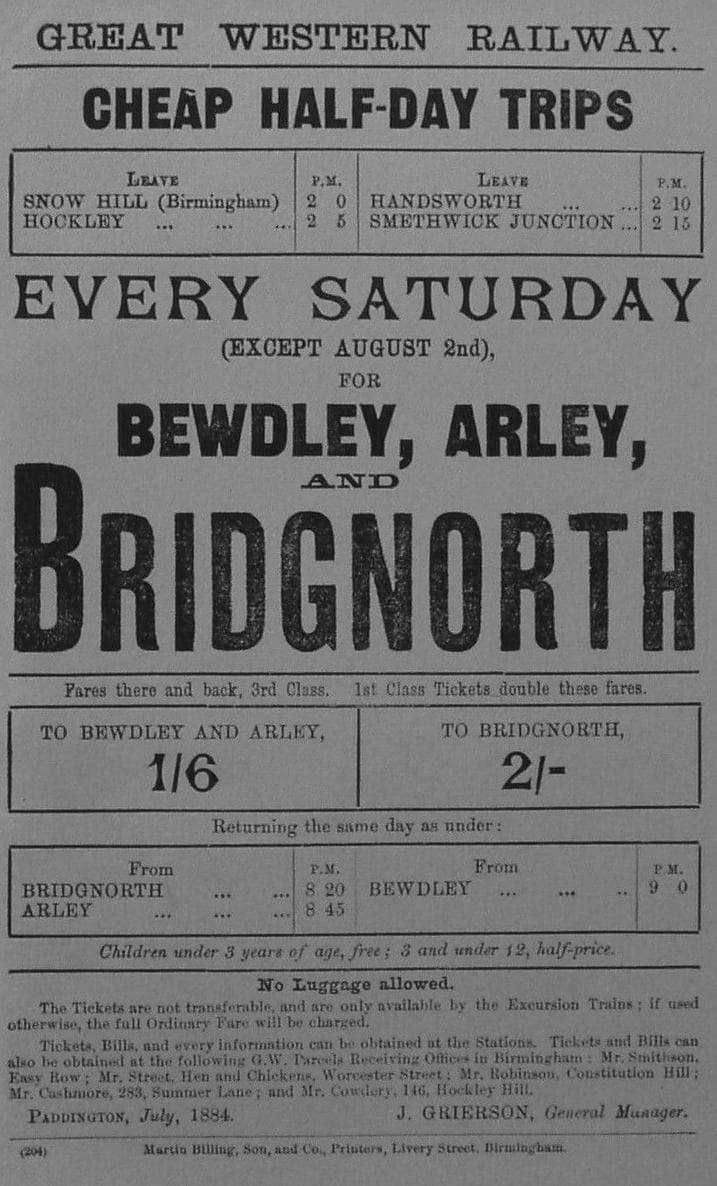 GREAT WESTERN RAILWAY.
CHEAP HALF-DAY TRIPS
LEAVE P.M. LEAVE P.M.
SNOW HILL (Birmingham) 2 0 HANDSWORTH ... ... 2 10
HOCKLEY ... ... ... 2 5 SMETHWICK JUNCTION ... 2 15
EVERY SATURDAY
(EXCEPT AUGUST 2nd),
FOR
BEWDLEY, ARLEY,
AND
BRIDGNORTH
Fares there and back, 3rd Class. 1st Class Tickets double these fares.
TO BEWDLEY AND ARLEY, TO BRIDGNORTH,
1/6 2/-
Returning the same day as under:
From P.M. From P.M.
BRIDGNORTH ... ... 8 20 BEWDLEY ... ... .. 9 0
ARLEY ... ... ... 8 45
Children under 3 years of age, free; 3 and under 12, half-price.
No Luggage allowed.
The Tickets are not transferable, and are only available by the Excursion Trains; if used
otherwise, the full Ordinary Fare will be charged.
Tickets, Bills, and every information can be obtained at the Stations. Tickets and Bills can
also be obtained at the following G.W. Parcels Receiving Offices in Birmingham: Mr. Smithson,
Easy Row; Mr. Street, Hen and Chickens, Worcester Street; Mr. Robinson, Constitution Hill;
Mr. Cashmore, 283, Summer Lane; and Mr. Cowdery, 146, Hockley Hill.
PADDINGTON, July, 1884. J. GRIERSON, General Manager.
(204) Martin Billing, Son, and Co., Printers, Livery Street, Birmingham.